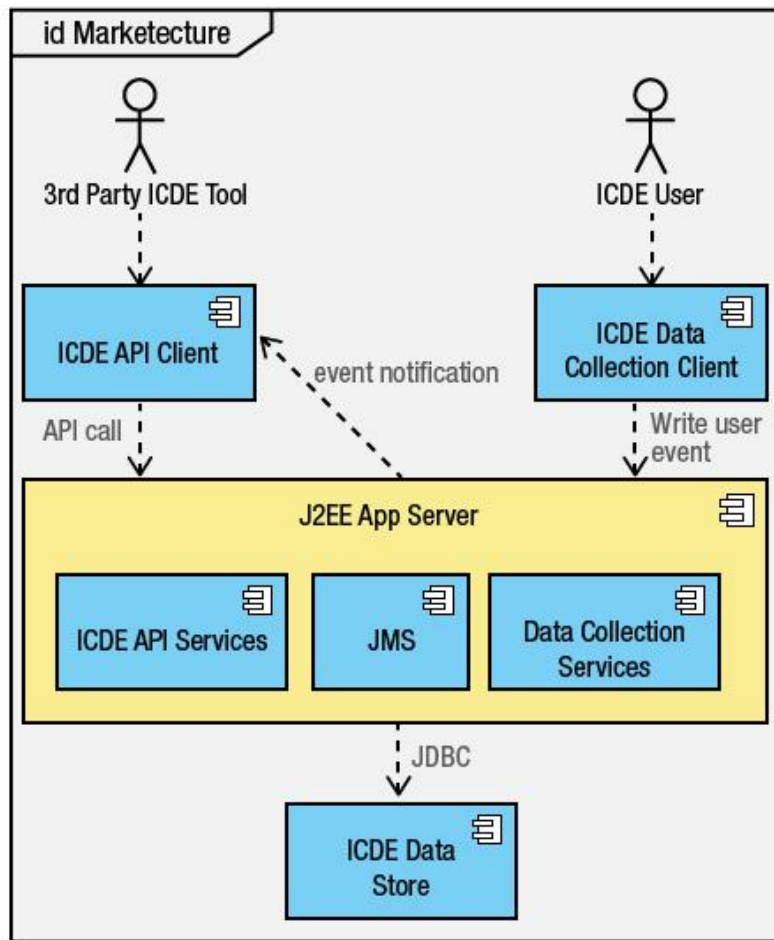 id Marketecture
3rd Party ICDE Tool
ICDE User
ICDE API Client
ICDE Data
Collection Client
event notification
API call
Write user
event
J2EE App Server
ICDE API Services
JMS
Data Collection
Services
JDBC
ICDE Data
Store